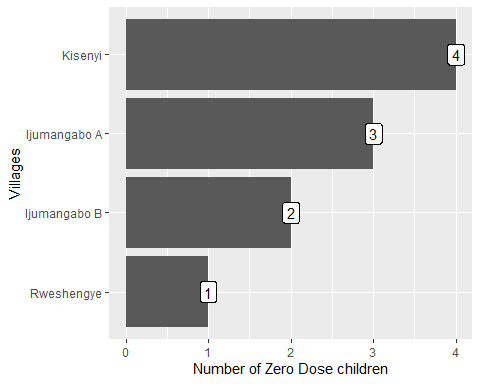 Kisenyi
4
Ijumangabo A
3
Villages
Ijumangabo B
2
Rweshengye
1
0 1 2 3 4
Number of Zero Dose children